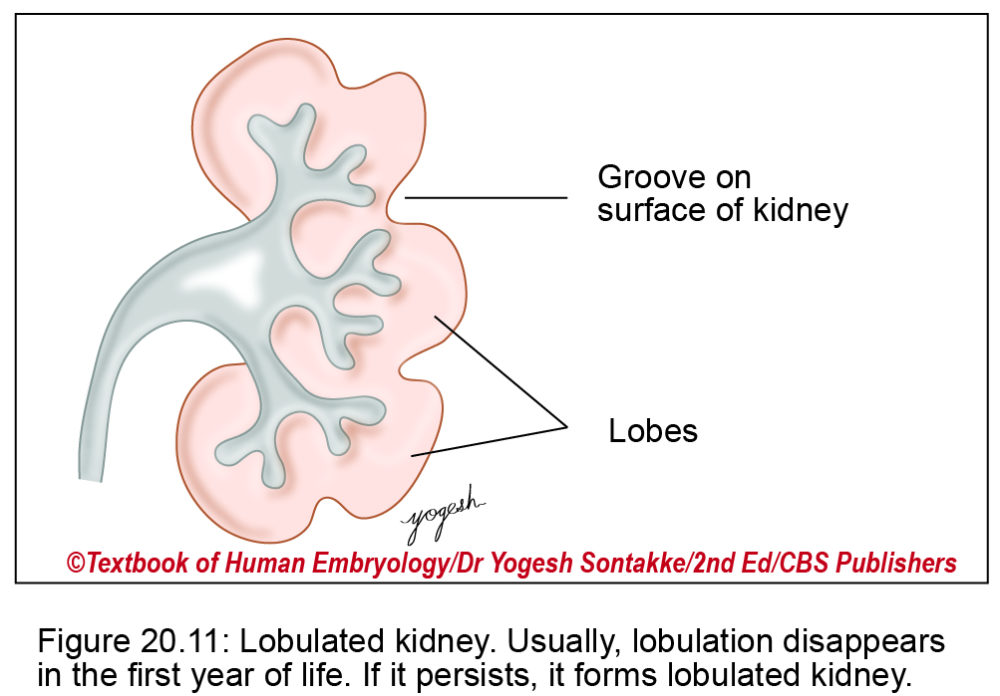 Groove on
surface of kidney
Lobes
yogesh
©Textbook of Human Embryology/Dr Yogesh Sontakke/2nd Ed/CBS Publishers
Figure 20.11: Lobulated kidney. Usually, lobulation disappears
in the first year of life. If it persists, it forms lobulated kidney.